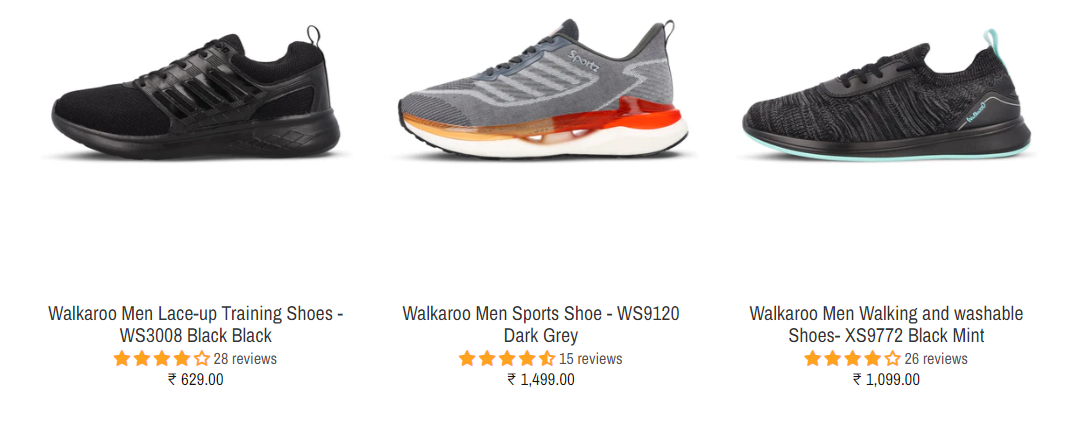 Sportz
Walkaroo Men Lace-up Training Shoes -
WS3008 Black Black
28 reviews
₹ 629.00
Walkaroo Men Sports Shoe - WS9120
Dark Grey
15 reviews
₹ 1,499.00
Walkaroo Men Walking and washable
Shoes- XS9772 Black Mint
26 reviews
₹ 1,099.00